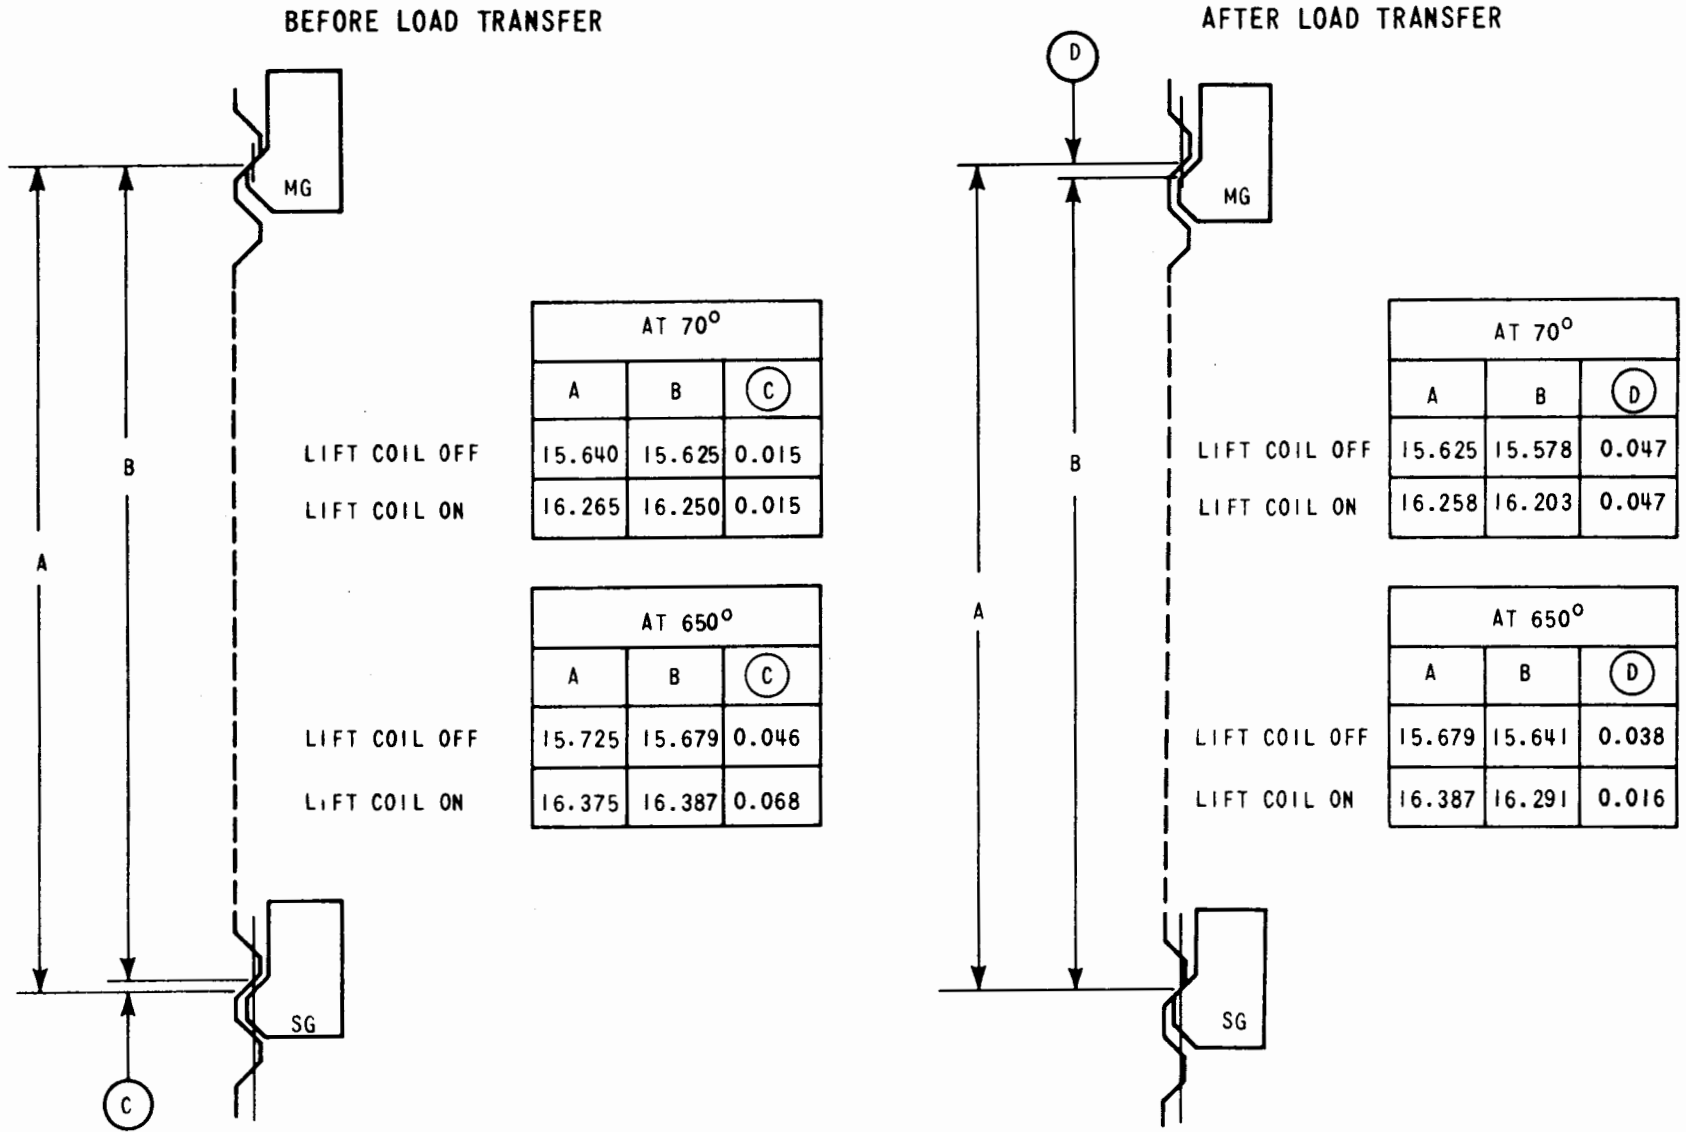 BEFORE LOAD TRANSFER
MG
A
B
AT 70°
A B C
LIFT COIL OFF 15.640 15.625 0.015
LIFT COIL ON 16.265 16.250 0.015
AT 650°
A B C
LIFT COIL OFF 15.725 15.679 0.046
LIFT COIL ON 16.375 16.387 0.068
SG
C
AFTER LOAD TRANSFER
D
MG
B
A
AT 70°
A B D
LIFT COIL OFF 15.625 15.578 0.047
LIFT COIL ON 16.258 16.203 0.047
AT 650°
A B D
LIFT COIL OFF 15.679 15.641 0.038
LIFT COIL ON 16.387 16.291 0.016
SG